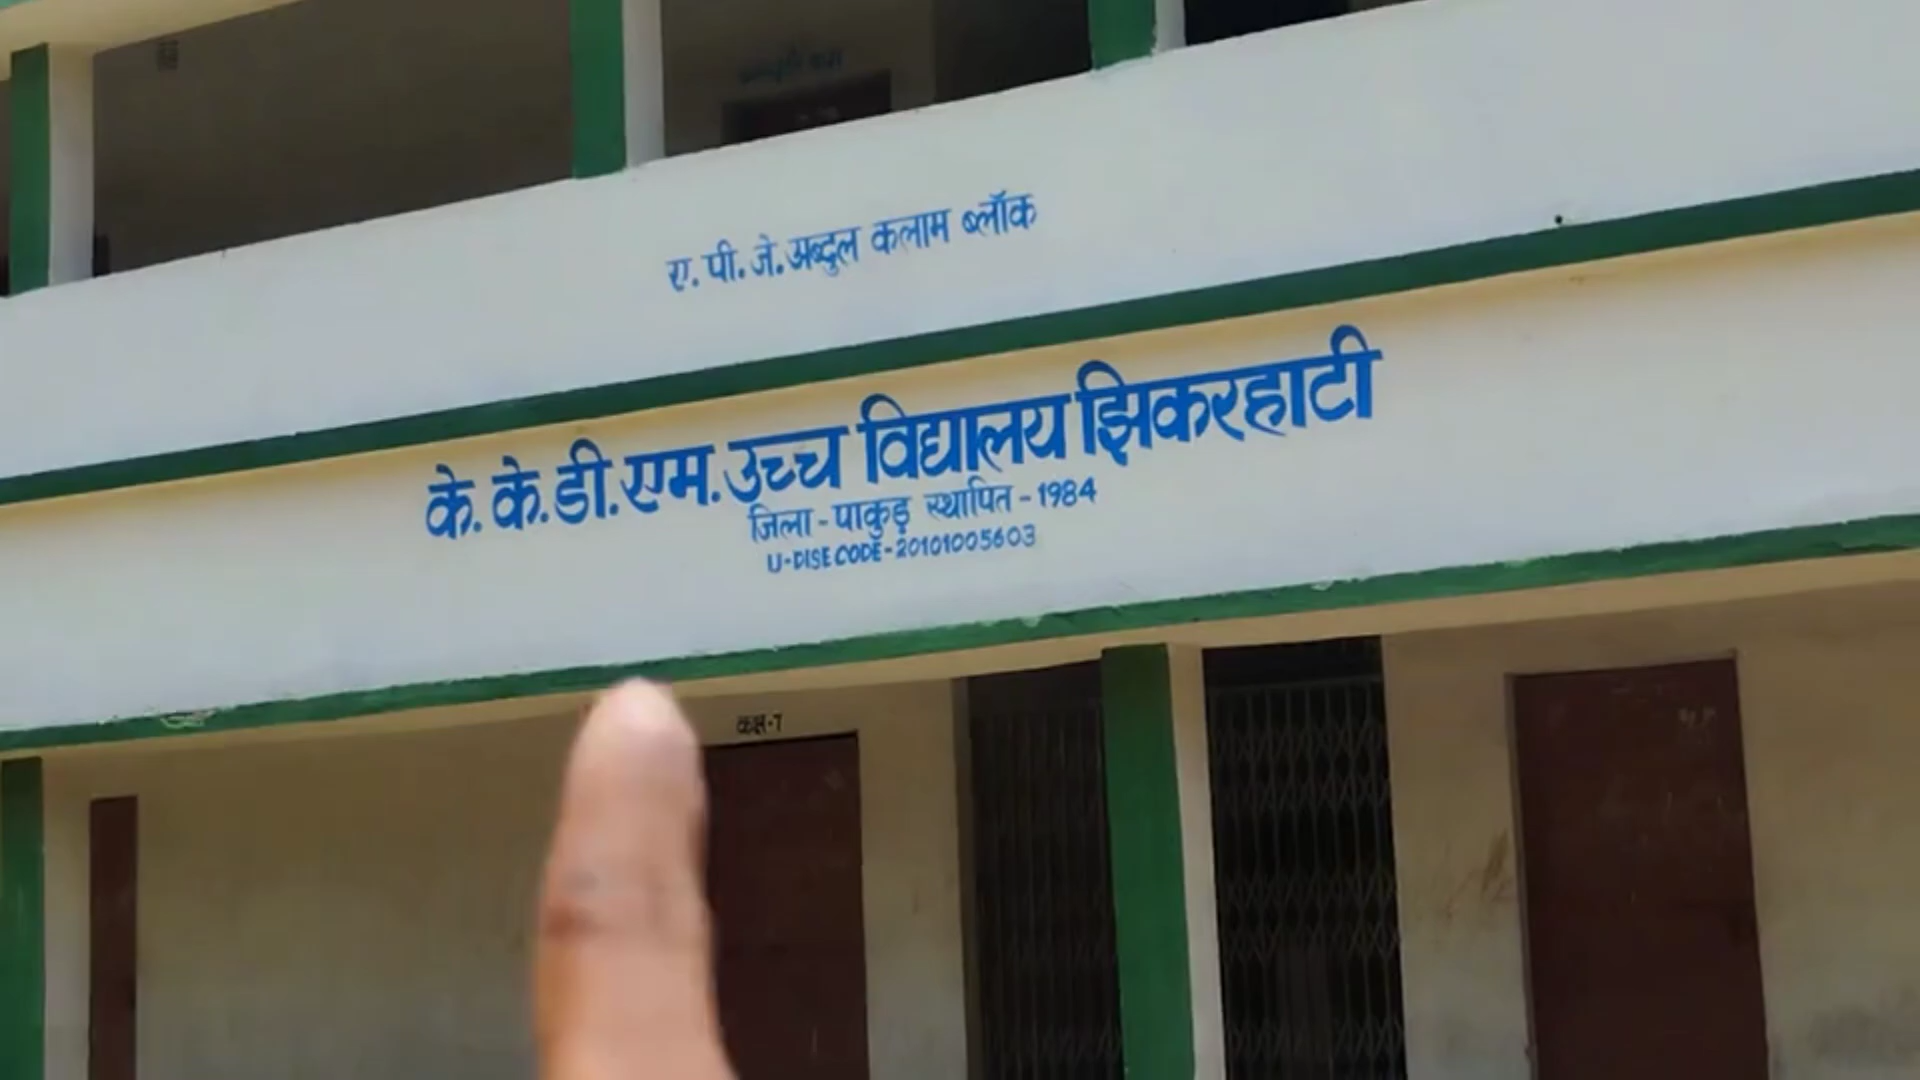 ए. पी. जे. अब्दुल कलाम ब्लॉक
के. के. डी. एम. उच्च विद्यालय झिकरहाटी
जिला - पाकुड़ स्थापित - 1984
U-DISE CODE - 20101005603
कक्ष-7